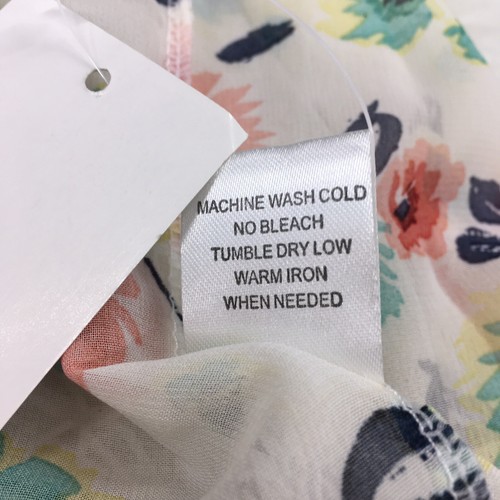 MACHINE WASH COLD
NO BLEACH
TUMBLE DRY LOW
WARM IRON
WHEN NEEDED